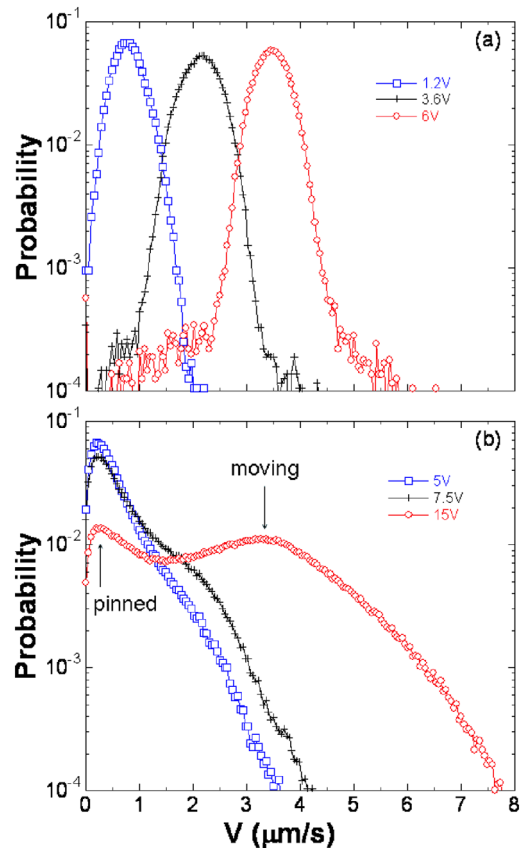 10⁻¹
(a)
1.2V
3.6V
6V
10⁻²
Probability
10⁻³
10⁻⁴
10⁻¹
(b)
5V
moving
7.5V
15V
10⁻²
pinned
Probability
10⁻³
10⁻⁴
0 1 2 3 4 5 6 7 8
V (μm/s)